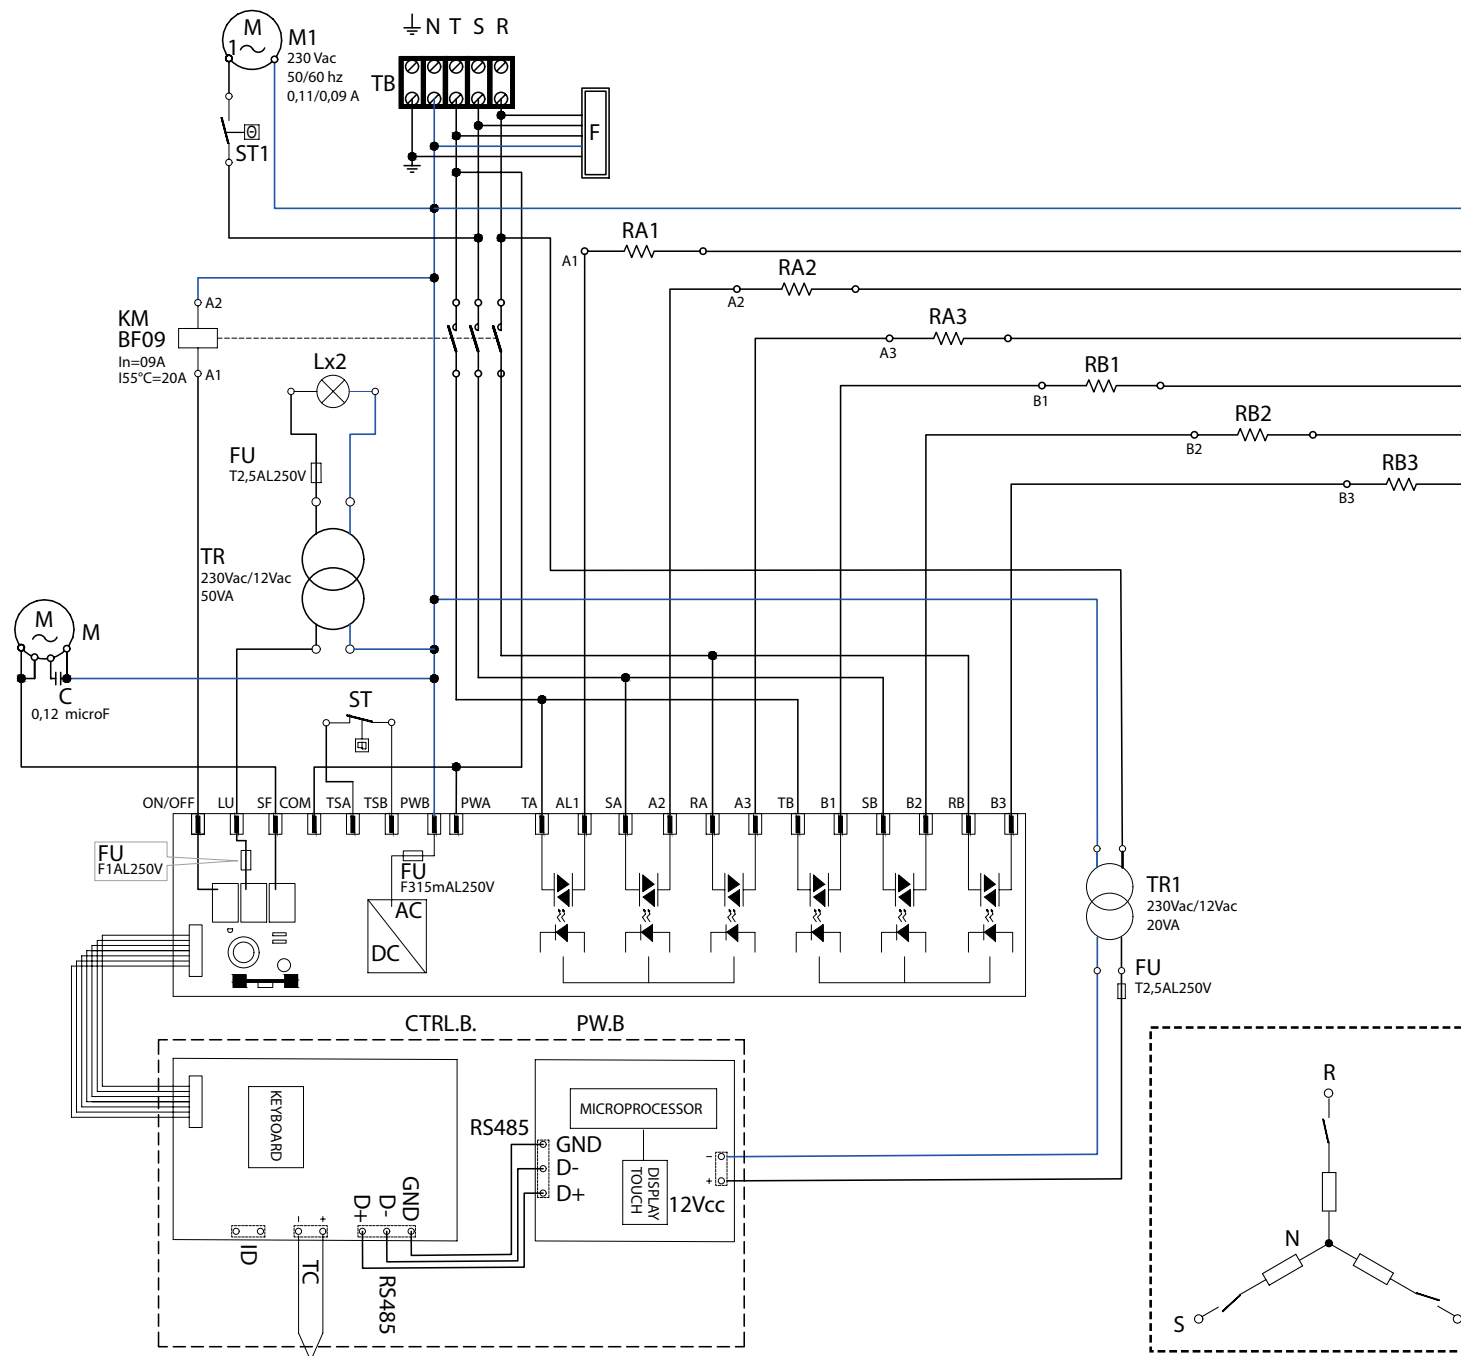 M
1
M1
230 Vac
50/60 hz
0,11/0,09 A
ST1
N T S R
TB
F
RA1
A1
RA2
A2
RA3
A3
RB1
B1
RB2
B2
RB3
B3
KM
BF09
In=09A
I55°C=20A
A2
A1
Lx2
FU
T2,5AL250V
TR
230Vac/12Vac
50VA
M
M
C
0,12 microF
ST
ON/OFF LU SF COM TSA TSB PWB PWA TA AL1 SA A2 RA A3 TB B1 SB B2 RB B3
FU
F1AL250V
FU
F315mAL250V
AC
DC
TR1
230Vac/12Vac
20VA
FU
T2,5AL250V
CTRL.B. PW.B
KEYBOARD
MICROPROCESSOR
DISPLAY
TOUCH
RS485
GND
D-
D+
-
+
12Vcc
D+
D-
GND
ID
- +
TC
RS485
R
N
S